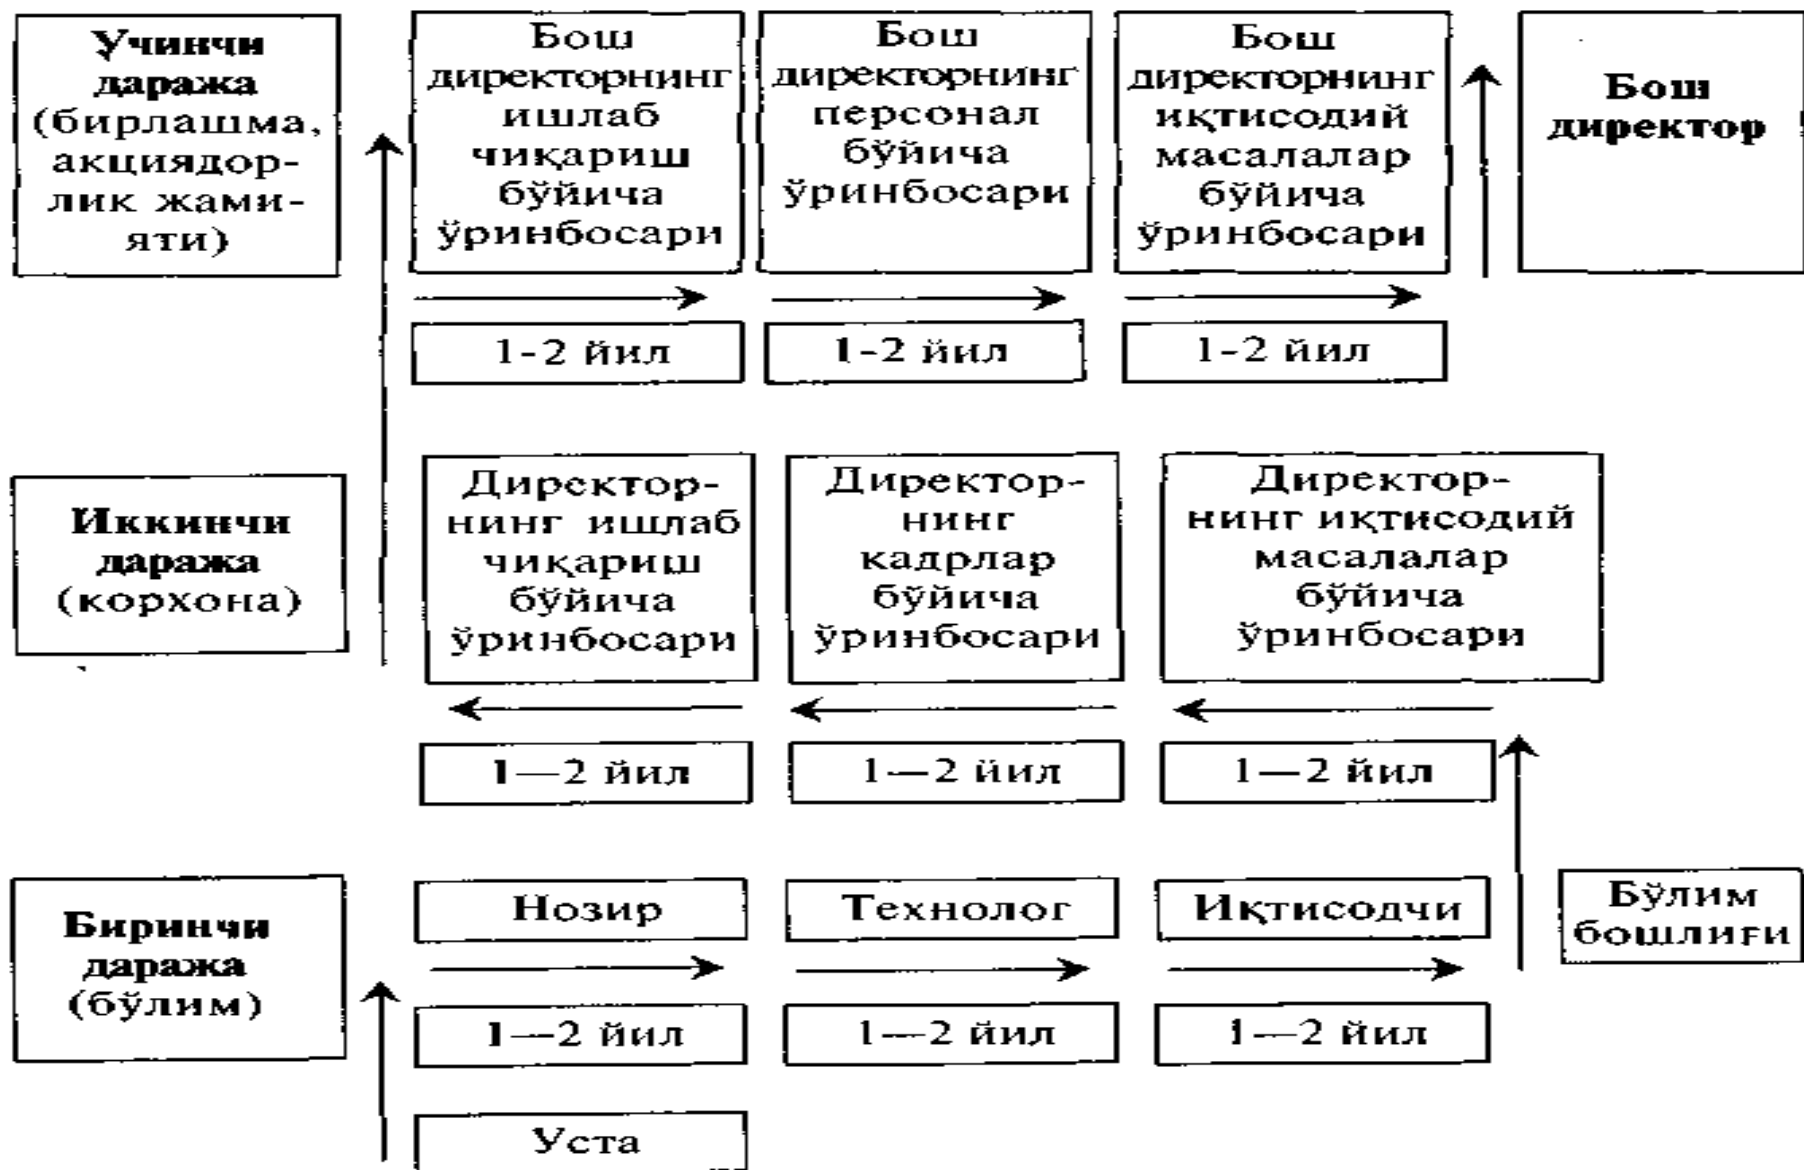 Учинчи
даража
(бирлашма,
акциядор-
лик жами-
яти)
Бош
директорнинг
ишлаб
чиқариш
бўйича
ўринбосари
Бош
директорнинг
персонал
бўйича
ўринбосари
Бош
директорнинг
иқтисодий
масалалар
бўйича
ўринбосари
Бош
директор
1-2 йил
1-2 йил
1-2 йил
Иккинчи
даража
(корхона)
Директор-
нинг ишлаб
чиқариш
бўйича
ўринбосари
Директор-
нинг
кадрлар
бўйича
ўринбосари
Директор-
нинг иқтисодий
масалалар
бўйича
ўринбосари
1—2 йил
1—2 йил
1—2 йил
Биринчи
даража
(бўлим)
Нозир
Технолог
Иқтисодчи
Бўлим
бошлиғи
1—2 йил
1—2 йил
1—2 йил
Уста